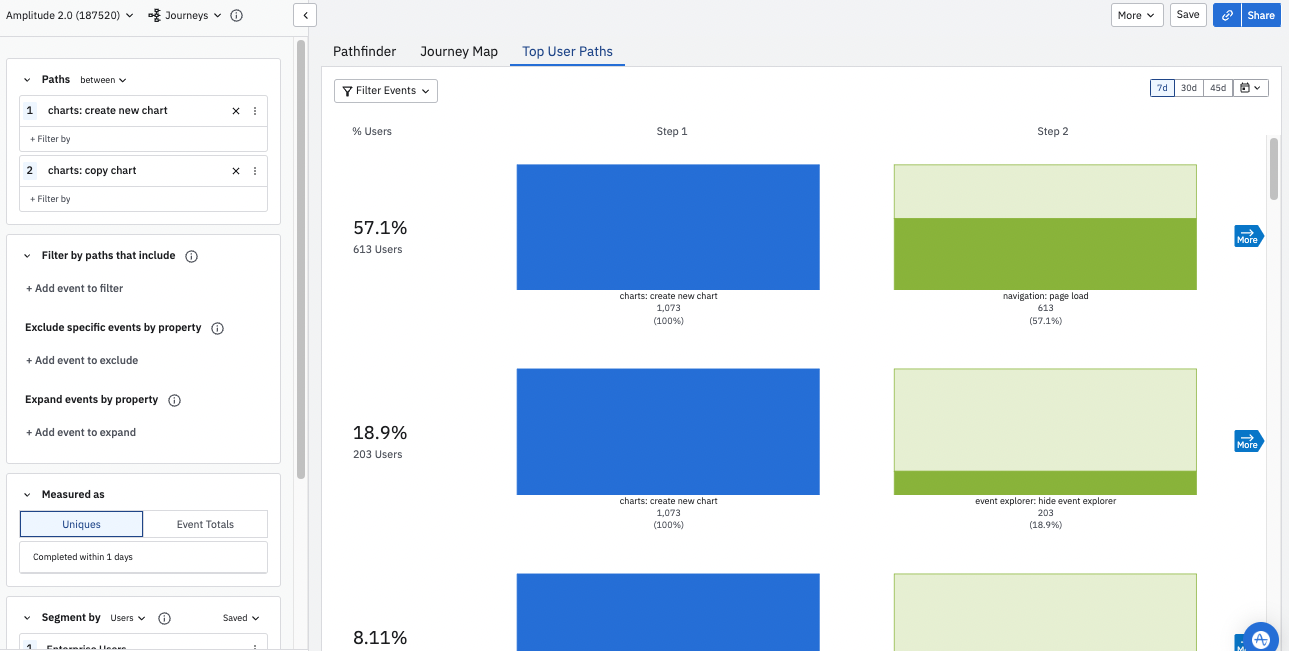 Amplitude 2.0 (187520)
Journeys
More
Save
Share
Pathfinder
Journey Map
Top User Paths
Paths
between
1
charts: create new chart
+ Filter by
2
charts: copy chart
+ Filter by
Filter by paths that include
+ Add event to filter
Exclude specific events by property
+ Add event to exclude
Expand events by property
+ Add event to expand
Measured as
Uniques
Event Totals
Completed within 1 days
Segment by
Users
Saved
1
Enterprise Users
Filter Events
7d
30d
45d
% Users
Step 1
Step 2
57.1%
613 Users
charts: create new chart
1,073
(100%)
navigation: page load
613
(57.1%)
More
18.9%
203 Users
charts: create new chart
1,073
(100%)
event explorer: hide event explorer
203
(18.9%)
More
8.11%